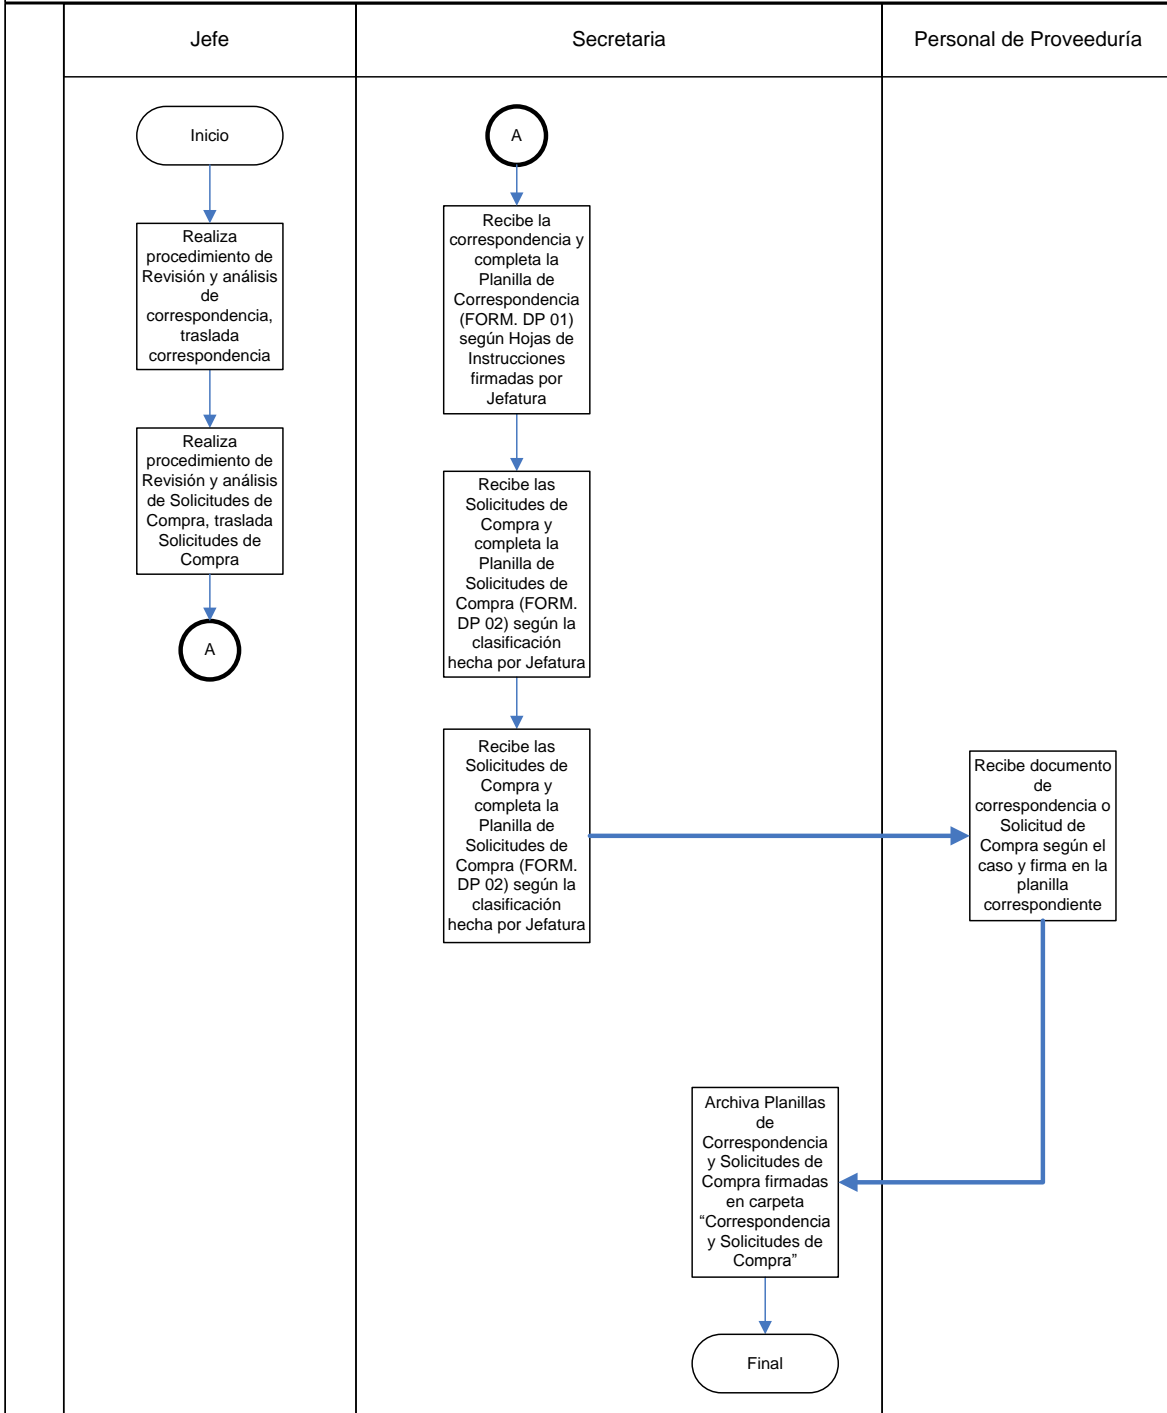 Jefe
Secretaria
Personal de Proveeduría
Inicio
Realiza
procedimiento de
Revisión y análisis
de
correspondencia,
traslada
correspondencia
Realiza
procedimiento de
Revisión y análisis
de Solicitudes de
Compra, traslada
Solicitudes de
Compra
A
A
Recibe la
correspondencia y
completa la
Planilla de
Correspondencia
(FORM. DP 01)
según Hojas de
Instrucciones
firmadas por
Jefatura
Recibe las
Solicitudes de
Compra y
completa la
Planilla de
Solicitudes de
Compra (FORM.
DP 02) según la
clasificación
hecha por Jefatura
Recibe las
Solicitudes de
Compra y
completa la
Planilla de
Solicitudes de
Compra (FORM.
DP 02) según la
clasificación
hecha por Jefatura
Recibe documento
de
correspondencia o
Solicitud de
Compra según el
caso y firma en la
planilla
correspondiente
Archiva Planillas
de
Correspondencia
y Solicitudes de
Compra firmadas
en carpeta
“Correspondencia
y Solicitudes de
Compra”
Final